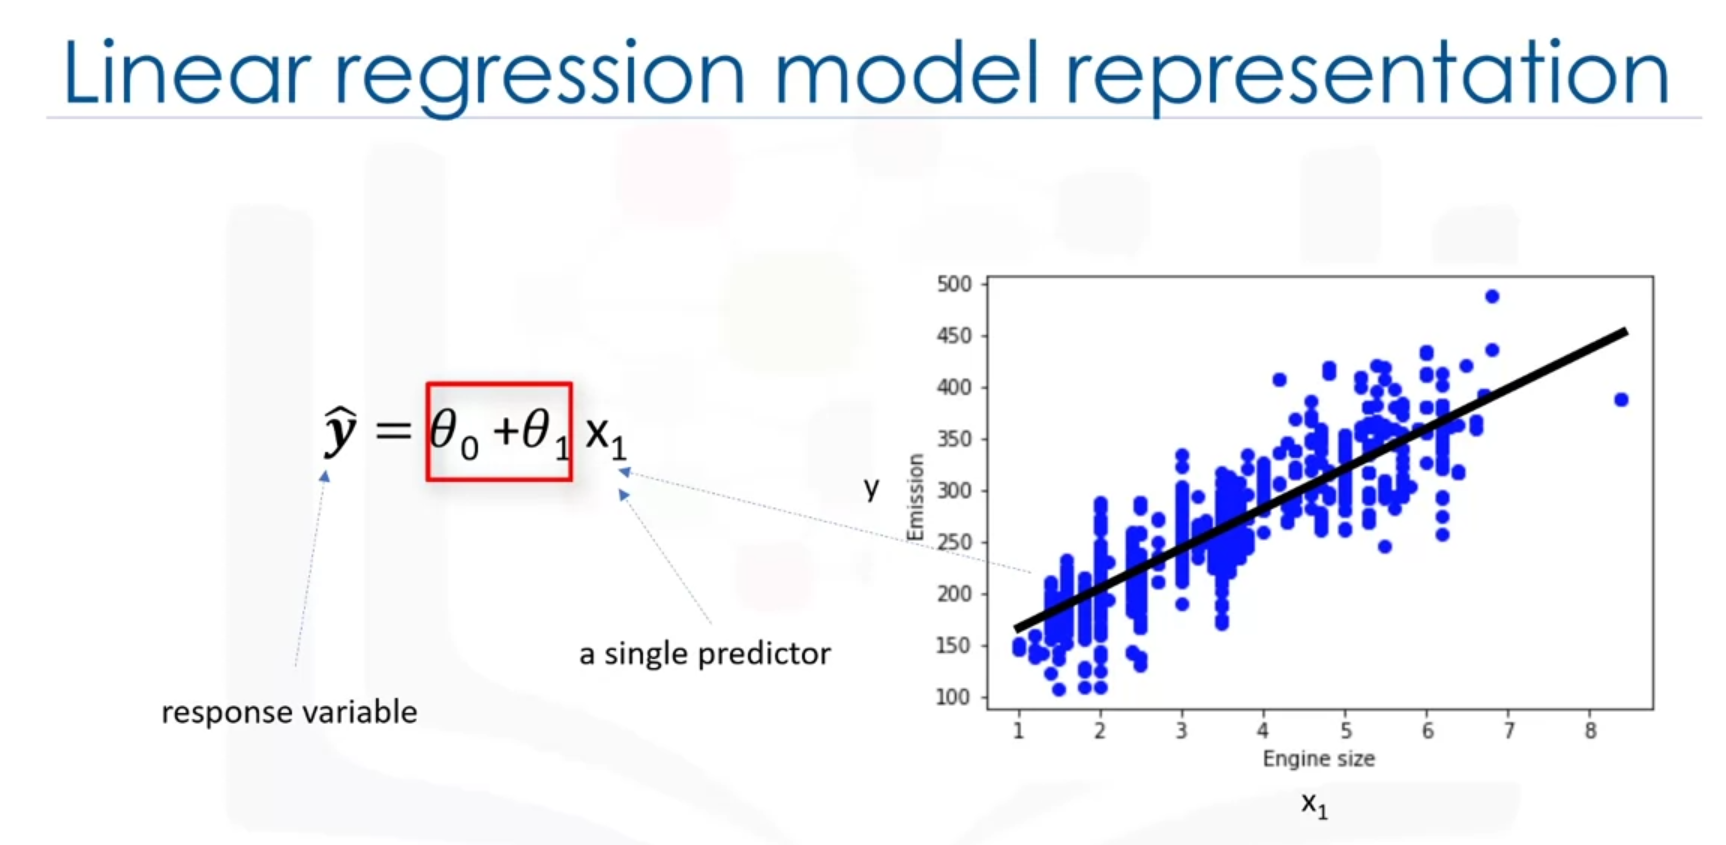 Linear regression model representation
ŷ = θ₀ +θ₁ x₁
response variable
a single predictor
y
Emission
500
450
400
350
300
250
200
150
100
1 2 3 4 5 6 7 8
Engine size
x₁